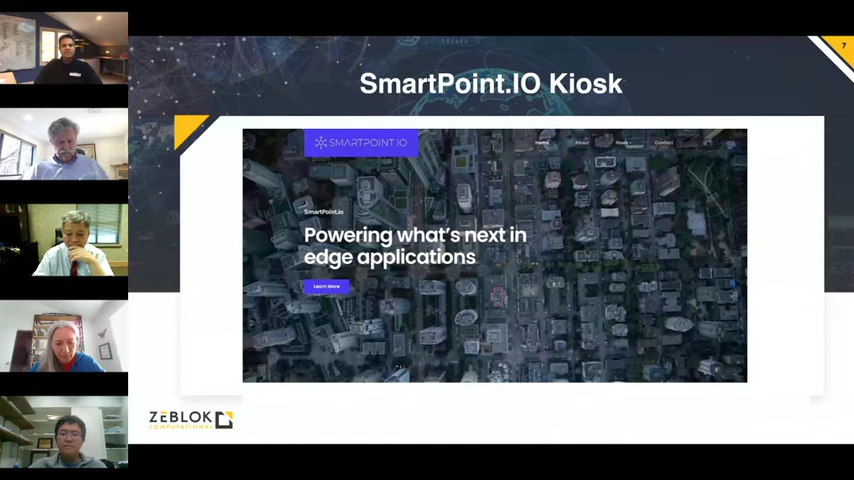 7
SmartPoint.IO Kiosk
SMARTPOINT.IO
Home
About
News
Contact
SmartPoint.io
Powering what's next in
edge applications
Learn More
ZEBLOK
COMPUTATIONAL